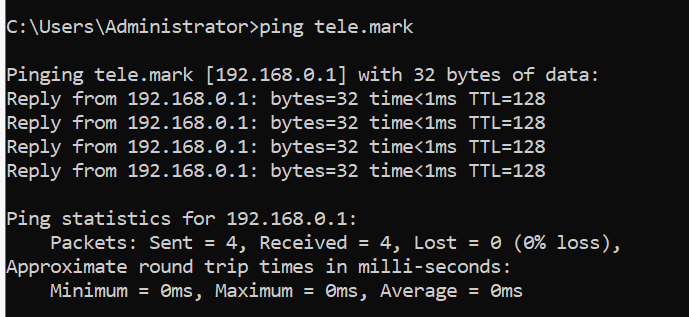 C:\Users\Administrator>ping tele.mark
Pinging tele.mark [192.168.0.1] with 32 bytes of data:
Reply from 192.168.0.1: bytes=32 time<1ms TTL=128
Reply from 192.168.0.1: bytes=32 time<1ms TTL=128
Reply from 192.168.0.1: bytes=32 time<1ms TTL=128
Reply from 192.168.0.1: bytes=32 time<1ms TTL=128
Ping statistics for 192.168.0.1:
    Packets: Sent = 4, Received = 4, Lost = 0 (0% loss),
Approximate round trip times in milli-seconds:
    Minimum = 0ms, Maximum = 0ms, Average = 0ms